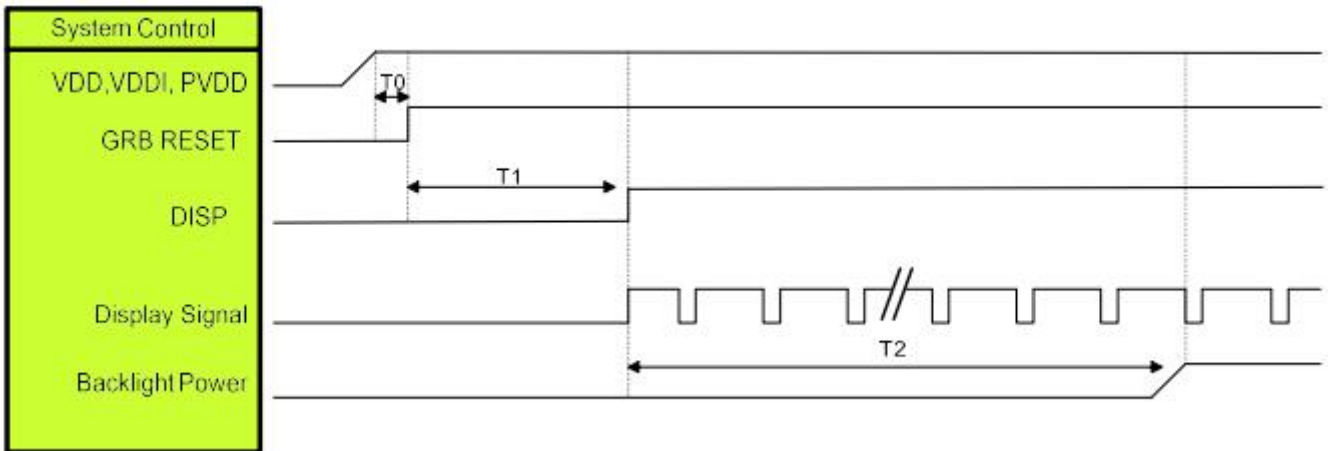 System Control
VDD,VDDI, PVDD
T0
GRB RESET
T1
DISP
Display Signal
T2
Backlight Power